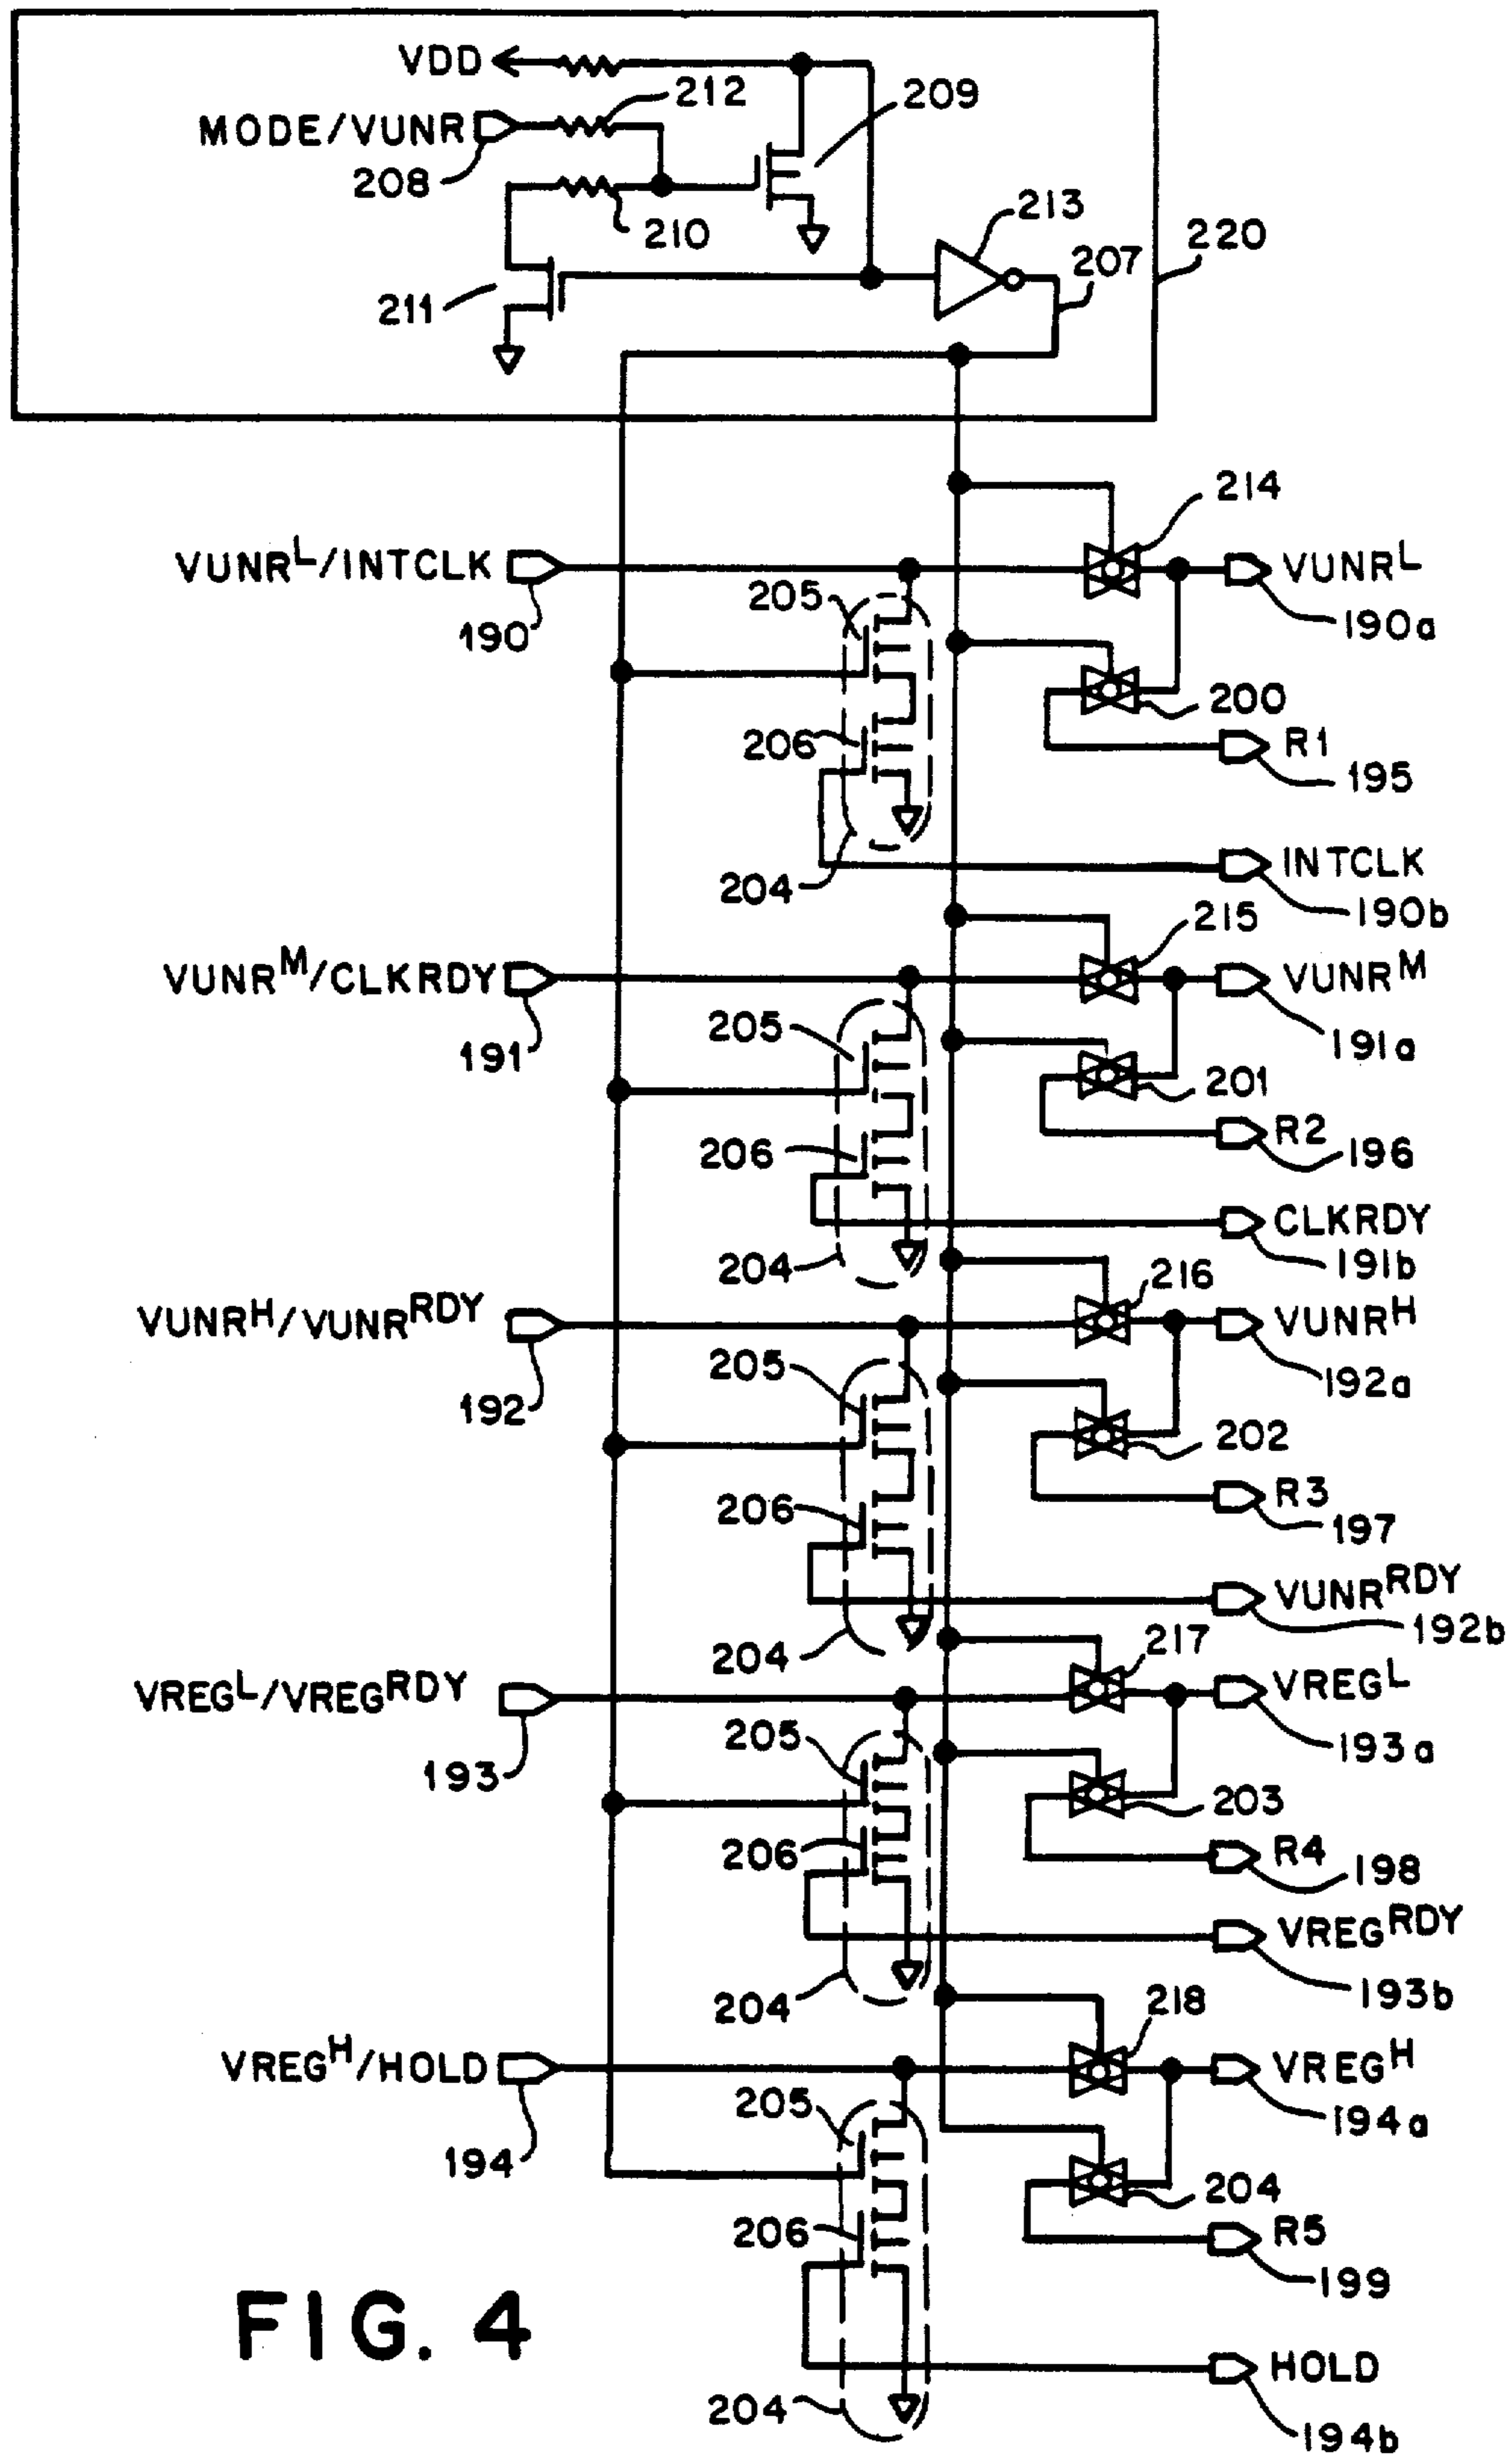 VDD
212
209
MODE/VUNR
208
210
213
220
207
211
214
VUNRL/INTCLK
VUNRL
190
205
190a
200
206
R1
195
204
INTCLK
190b
215
VUNRM/CLKRDY
VUNRM
191
205
191a
201
206
R2
196
204
CLKRDY
191b
216
VUNRH/VUNRRDY
VUNRH
192
205
192a
202
206
R3
197
204
VUNRRDY
192b
217
VREGL/VREGRDY
VREGL
193
205
193a
203
206
R4
198
204
VREGRDY
193b
218
VREGH/HOLD
VREGH
194
205
194a
204
206
R5
199
204
HOLD
194b
FIG. 4